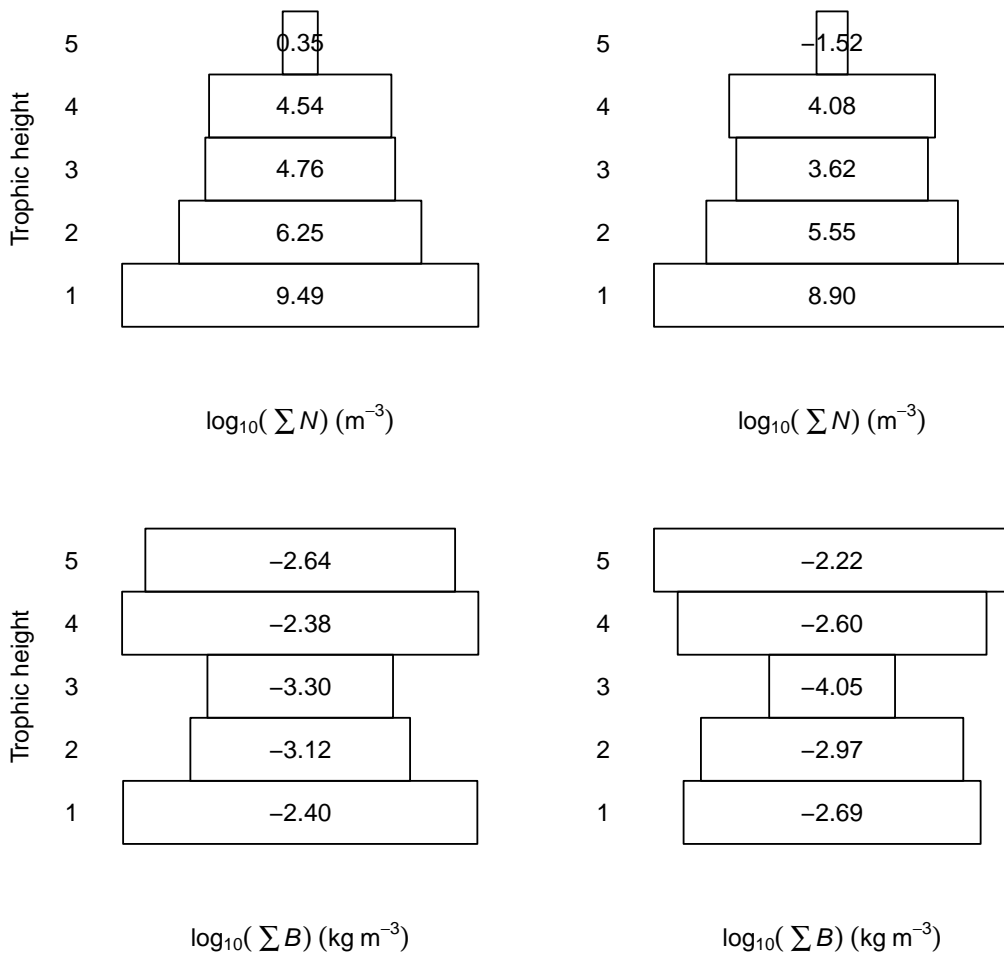 5 0.35 5 −1.52
4 4.54 4 4.08
3 4.76 3 3.62
2 6.25 2 5.55
1 9.49 1 8.90
Trophic height
log₁₀(∑N) (m⁻³) log₁₀(∑N) (m⁻³)
5 −2.64 5 −2.22
4 −2.38 4 −2.60
3 −3.30 3 −4.05
2 −3.12 2 −2.97
1 −2.40 1 −2.69
Trophic height
log₁₀(∑B) (kg m⁻³) log₁₀(∑B) (kg m⁻³)